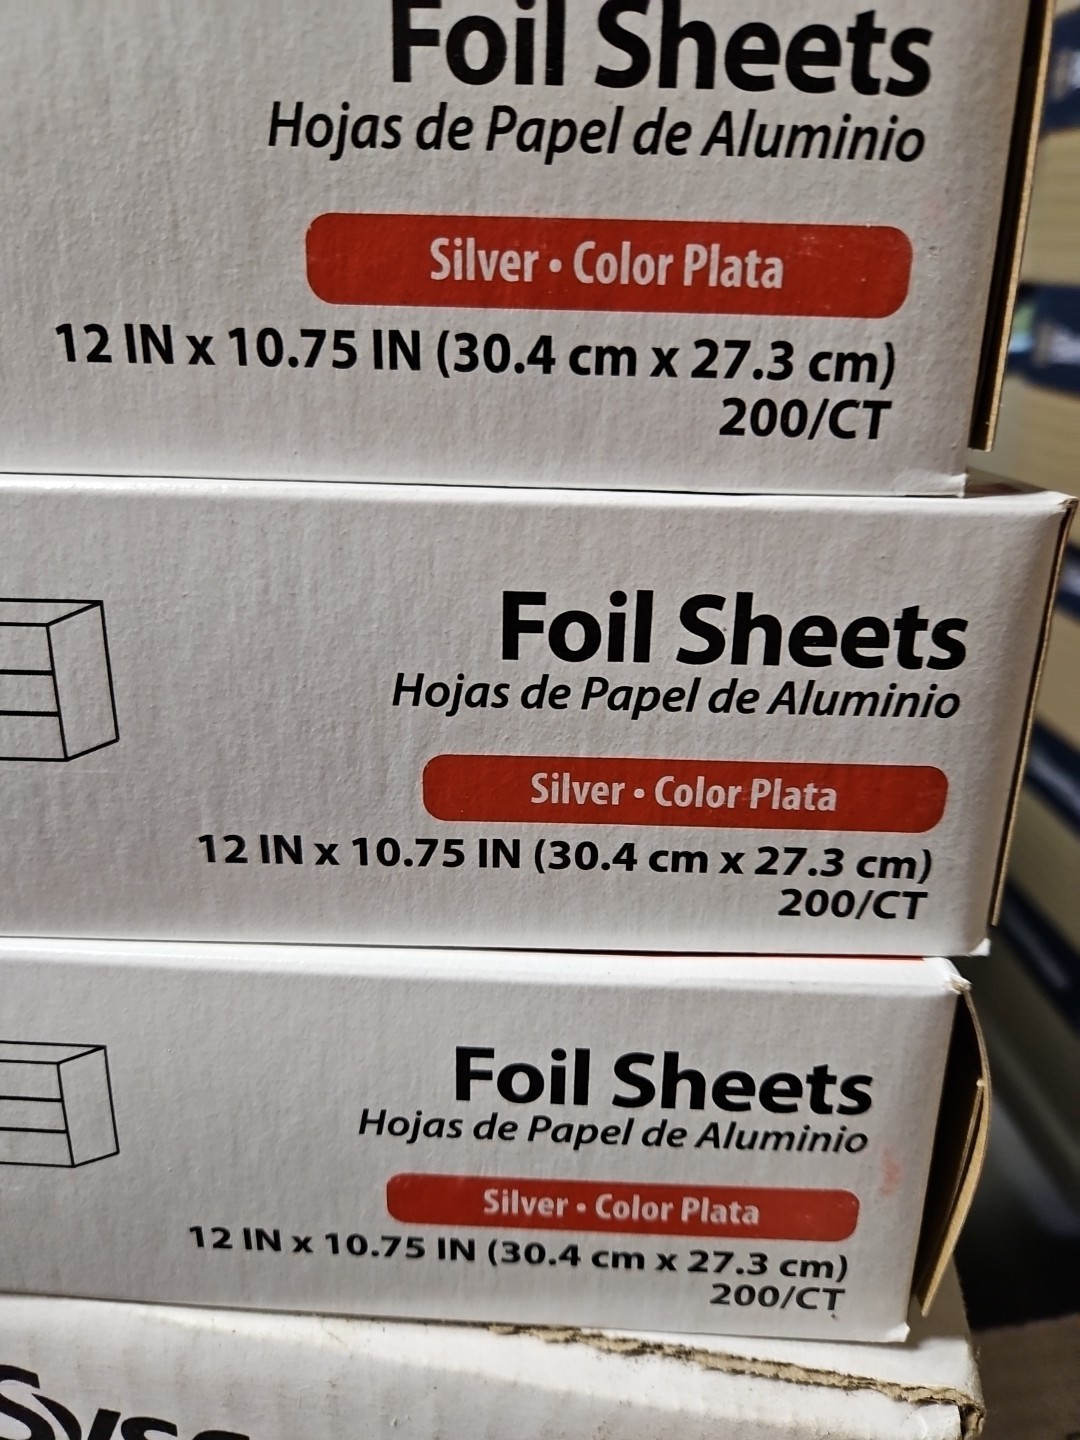 Foil Sheets
Hojas de Papel de Aluminio
Silver • Color Plata
12 IN x 10.75 IN (30.4 cm x 27.3 cm)
200/CT
Foil Sheets
Hojas de Papel de Aluminio
Silver • Color Plata
12 IN x 10.75 IN (30.4 cm x 27.3 cm)
200/CT
Foil Sheets
Hojas de Papel de Aluminio
Silver • Color Plata
12 IN x 10.75 IN (30.4 cm x 27.3 cm)
200/CT